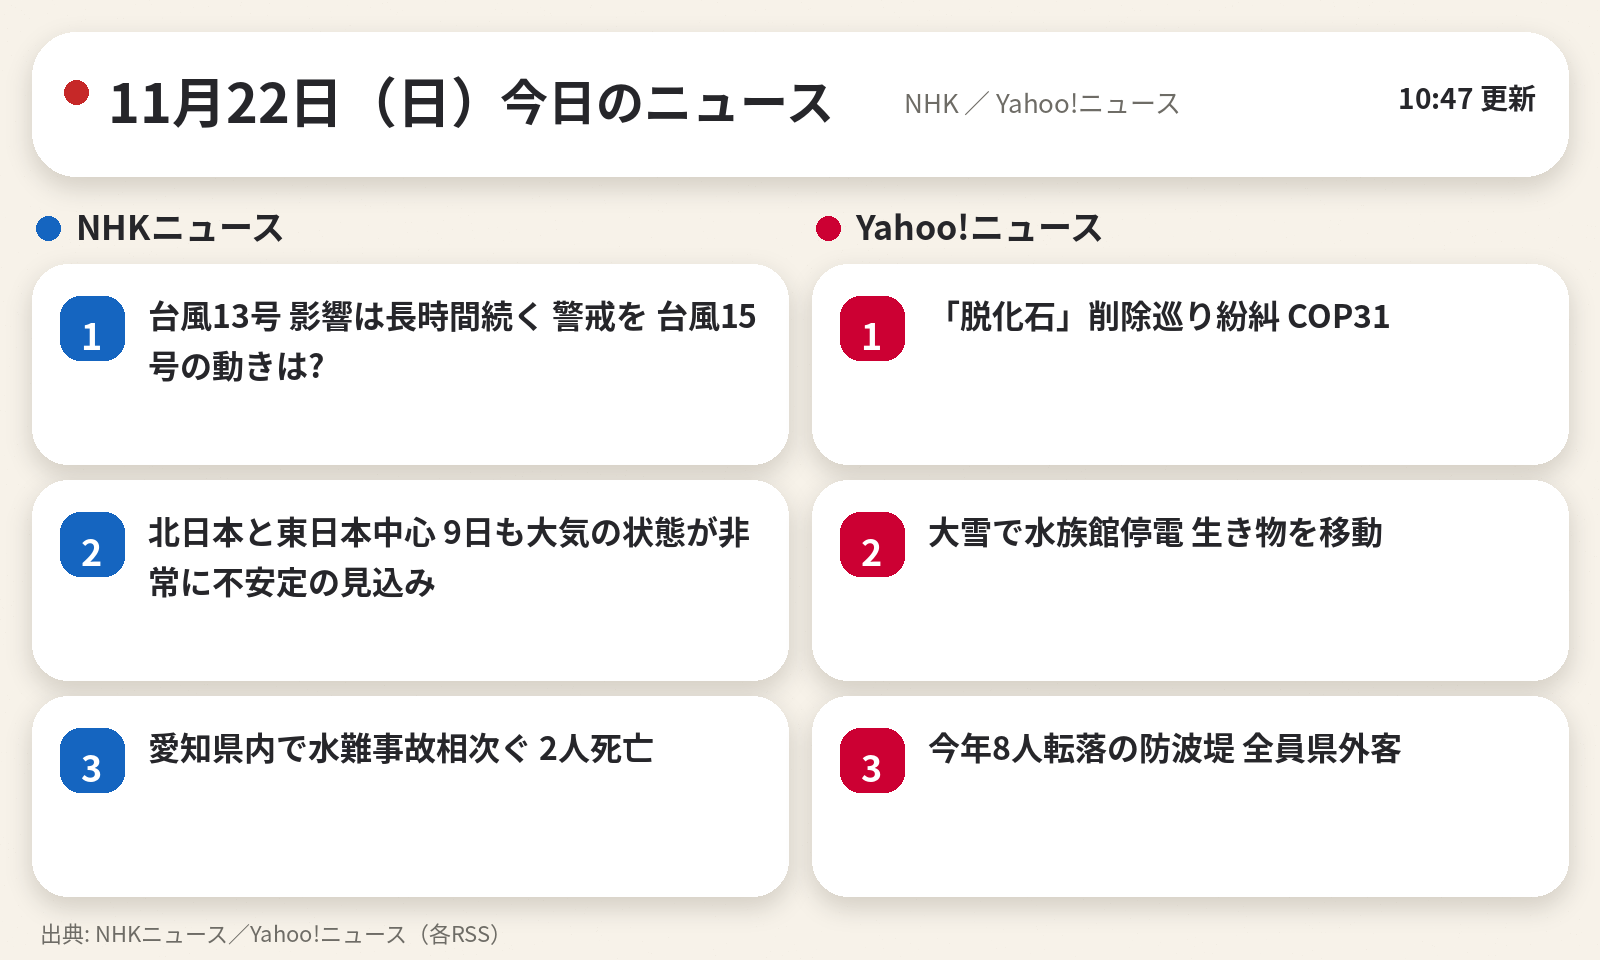 11月22日（日）今日のニュース
NHK ／ Yahoo!ニュース
10:47 更新
NHKニュース
1
台風13号 影響は長時間続く 警戒を 台風15
号の動きは?
2
北日本と東日本中心 9日も大気の状態が非
常に不安定の見込み
3
愛知県内で水難事故相次ぐ 2人死亡
Yahoo!ニュース
1
「脱化石」削除巡り紛糾 COP31
2
大雪で水族館停電 生き物を移動
3
今年8人転落の防波堤 全員県外客
出典: NHKニュース／Yahoo!ニュース（各RSS）